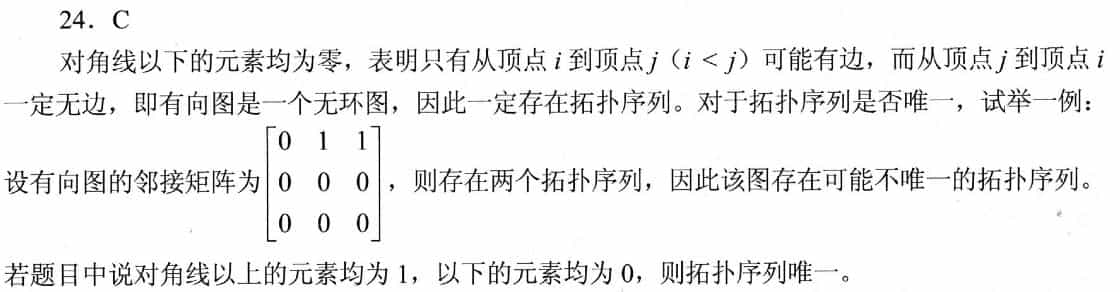 24．C
对角线以下的元素均为零，表明只有从顶点 i 到顶点 j（i < j）可能有边，而从顶点 j 到顶点 i
一定无边，即有向图是一个无环图，因此一定存在拓扑序列。对于拓扑序列是否唯一，试举一例：
0 1 1
设有向图的邻接矩阵为 0 0 0 ，则存在两个拓扑序列，因此该图存在可能不唯一的拓扑序列。
0 0 0
若题目中说对角线以上的元素均为 1，以下的元素均为 0，则拓扑序列唯一。